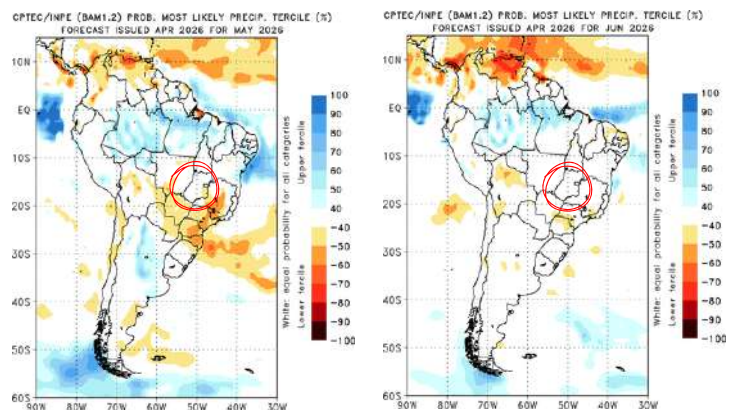 CPTEC/INPE (BAM1.2) PROB. MOST LIKELY PRECIP. TERCILE (%)
FORECAST ISSUED APR 2026 FOR MAY 2026
10N
EQ
10S
20S
30S
40S
50S
60S
90W 80W 70W 60W 50W 40W 30W
100
90
80
70
60
50
40
-40
-50
-60
-70
-80
-90
-100
White: equal probability for all categories
Lower tercile Upper tercile
CPTEC/INPE (BAM1.2) PROB. MOST LIKELY PRECIP. TERCILE (%)
FORECAST ISSUED APR 2026 FOR JUN 2026
10N
EQ
10S
20S
30S
40S
50S
60S
90W 80W 70W 60W 50W 40W 30W
100
90
80
70
60
50
40
-40
-50
-60
-70
-80
-90
-100
White: equal probability for all categories
Lower tercile Upper tercile